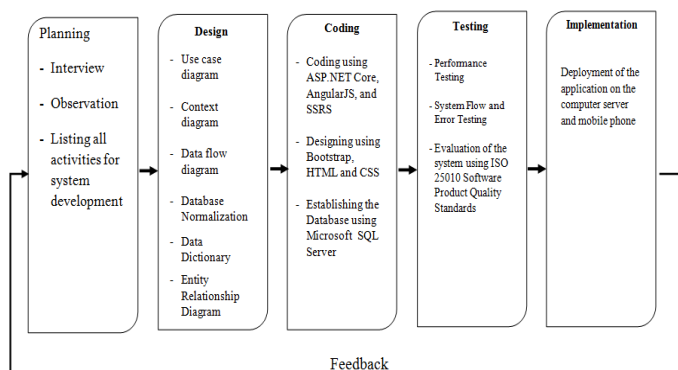 Planning
- Interview
- Observation
- Listing all
activities for
system
development
Design
- Use case
diagram
- Context
diagram
- Data flow
diagram
- Database
Normalization
- Data
Dictionary
- Entity
Relationship
Diagram
Coding
- Coding using
ASP.NET Core,
AngularJS, and
SSRS
- Designing using
Bootstrap,
HTML and CSS
- Establishing the
Database using
Microsoft SQL
Server
Testing
- Performance
Testing
- System Flow and
Error Testing
- Evaluation of the
system using ISO
25010 Software
Product Quality
Standards
Implementation
Deployment of the
application on the
computer server
and mobile phone
Feedback